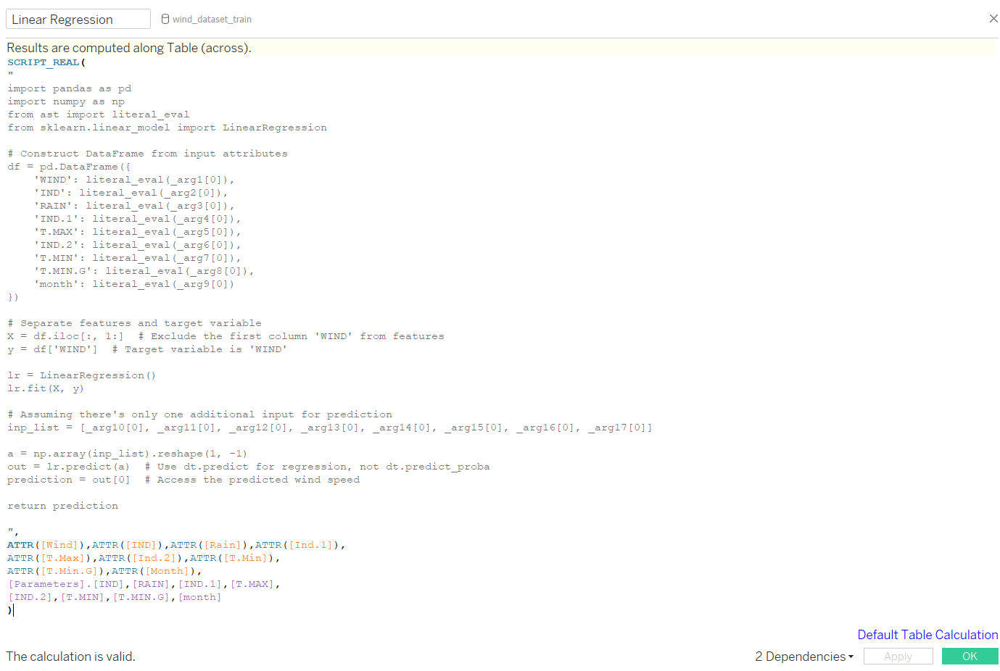 Linear Regression
wind_dataset_train
Results are computed along Table (across).
SCRIPT_REAL(
"
import pandas as pd
import numpy as np
from ast import literal_eval
from sklearn.linear_model import LinearRegression

# Construct DataFrame from input attributes
df = pd.DataFrame({
    'WIND': literal_eval(_arg1[0]),
    'IND': literal_eval(_arg2[0]),
    'RAIN': literal_eval(_arg3[0]),
    'IND.1': literal_eval(_arg4[0]),
    'T.MAX': literal_eval(_arg5[0]),
    'IND.2': literal_eval(_arg6[0]),
    'T.MIN': literal_eval(_arg7[0]),
    'T.MIN.G': literal_eval(_arg8[0]),
    'month': literal_eval(_arg9[0])
})

# Separate features and target variable
X = df.iloc[:, 1:]  # Exclude the first column 'WIND' from features
y = df['WIND']  # Target variable is 'WIND'

lr = LinearRegression()
lr.fit(X, y)

# Assuming there's only one additional input for prediction
inp_list = [_arg10[0], _arg11[0], _arg12[0], _arg13[0], _arg14[0], _arg15[0], _arg16[0], _arg17[0]]

a = np.array(inp_list).reshape(1, -1)
out = lr.predict(a)  # Use dt.predict for regression, not dt.predict_proba
prediction = out[0]  # Access the predicted wind speed

return prediction

",
ATTR([Wind]),ATTR([IND]),ATTR([Rain]),ATTR([Ind.1]),
ATTR([T.Max]),ATTR([Ind.2]),ATTR([T.Min]),
ATTR([T.Min.G]),ATTR([Month]),
[Parameters].[IND],[RAIN],[IND.1],[T.MAX],
[IND.2],[T.MIN],[T.MIN.G],[month]
)
Default Table Calculation
The calculation is valid.
2 Dependencies
Apply
OK